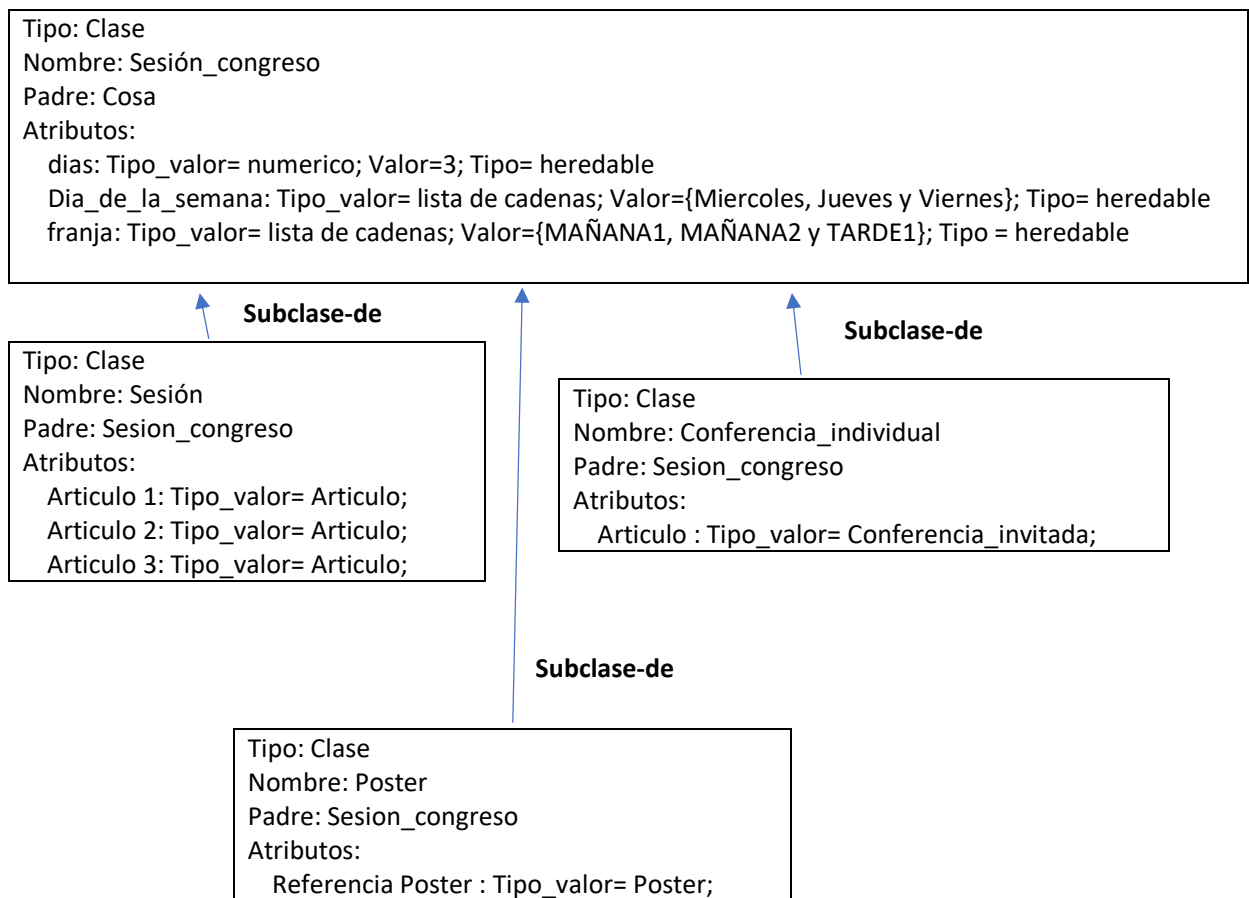 Tipo: Clase
Nombre: Sesión_congreso
Padre: Cosa
Atributos:
dias: Tipo_valor= numerico; Valor=3; Tipo= heredable
Dia_de_la_semana: Tipo_valor= lista de cadenas; Valor={Miercoles, Jueves y Viernes}; Tipo= heredable
franja: Tipo_valor= lista de cadenas; Valor={MAÑANA1, MAÑANA2 y TARDE1}; Tipo = heredable
Subclase-de
Subclase-de
Tipo: Clase
Nombre: Sesión
Padre: Sesion_congreso
Atributos:
Articulo 1: Tipo_valor= Articulo;
Articulo 2: Tipo_valor= Articulo;
Articulo 3: Tipo_valor= Articulo;
Tipo: Clase
Nombre: Conferencia_individual
Padre: Sesion_congreso
Atributos:
Articulo : Tipo_valor= Conferencia_invitada;
Subclase-de
Tipo: Clase
Nombre: Poster
Padre: Sesion_congreso
Atributos:
Referencia Poster : Tipo_valor= Poster;